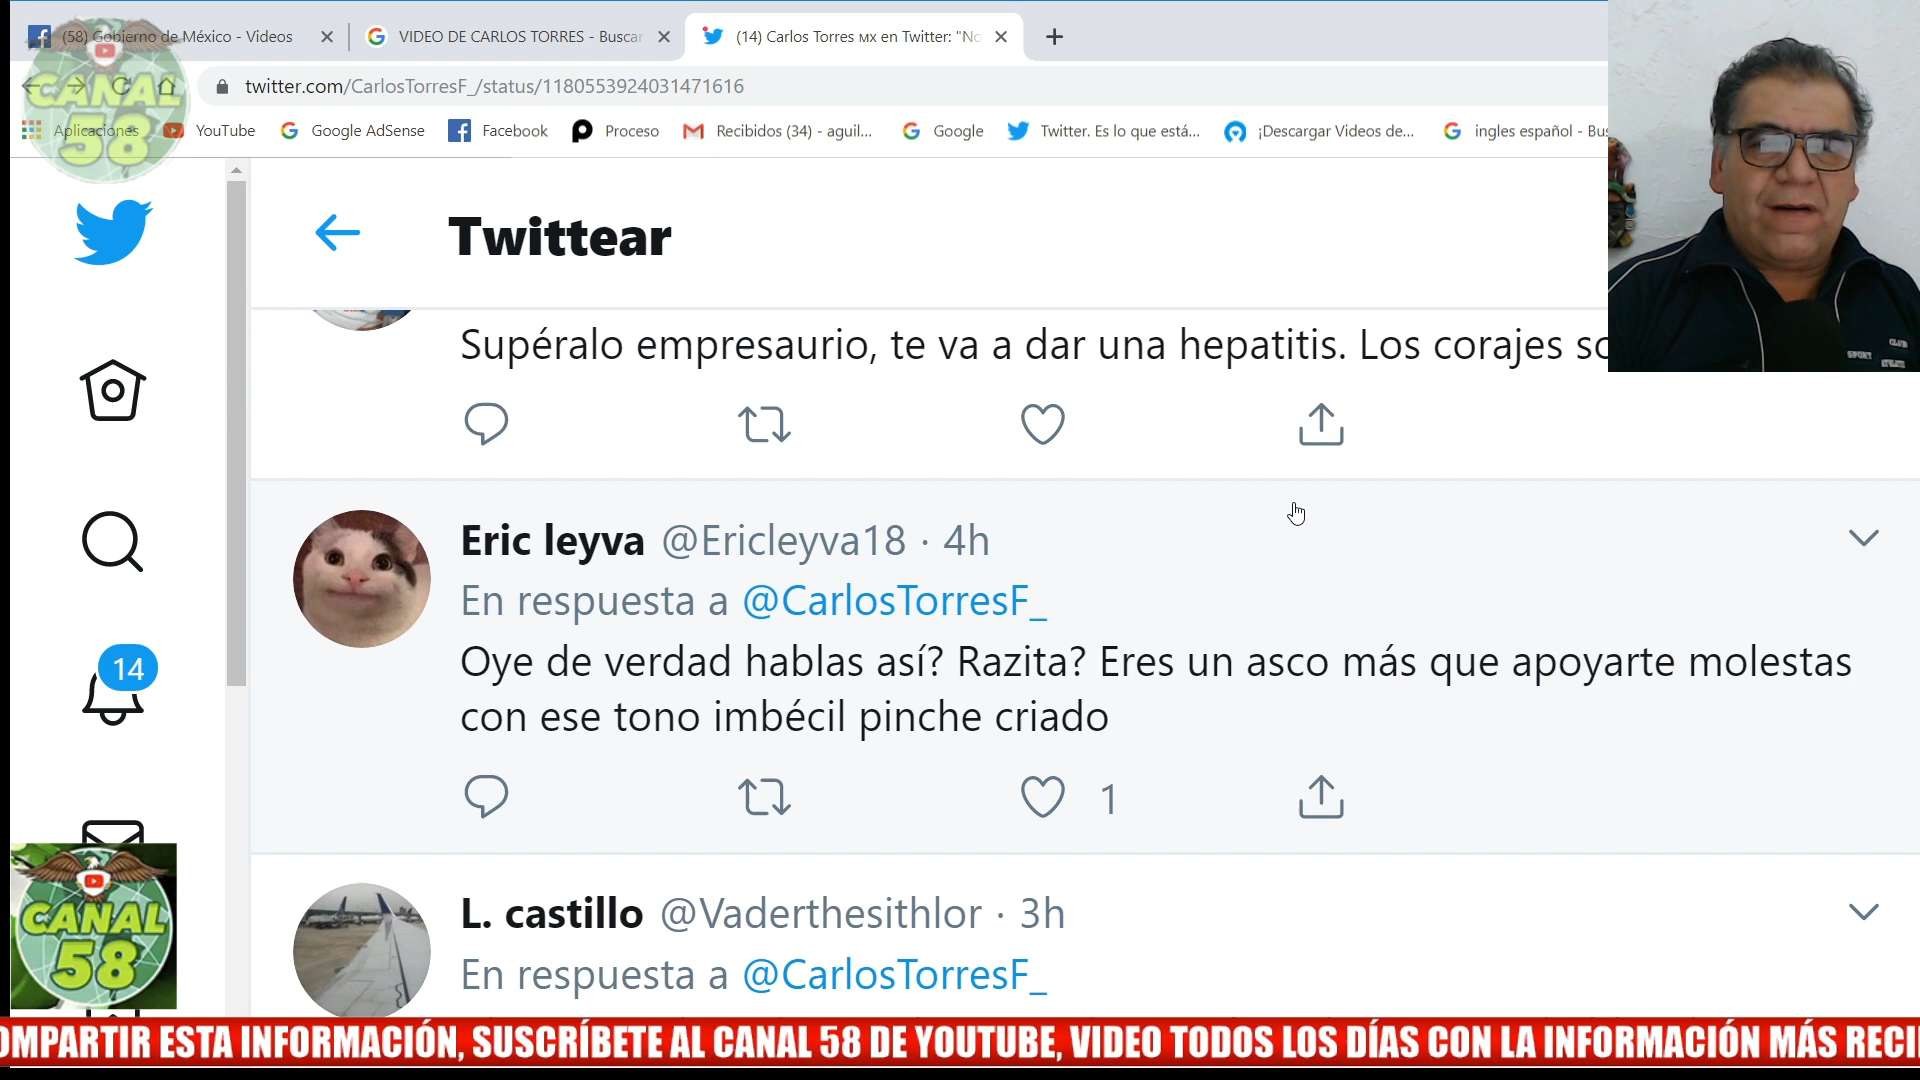 (58) Gobierno de México - Videos
VIDEO DE CARLOS TORRES - Buscar
(14) Carlos Torres мx en Twitter: "No
twitter.com/CarlosTorresF_/status/1180553924031471616
Aplicaciones
YouTube
Google AdSense
Facebook
Proceso
Recibidos (34) - aguil...
Google
Twitter. Es lo que está...
¡Descargar Videos de...
ingles español - Bus
CANAL
58
Twittear
Supéralo empresaurio, te va a dar una hepatitis. Los corajes so
Eric leyva @Ericleyva18 · 4h
En respuesta a @CarlosTorresF_
Oye de verdad hablas así? Razita? Eres un asco más que apoyarte molestas
con ese tono imbécil pinche criado
1
14
L. castillo @Vaderthesithlor · 3h
En respuesta a @CarlosTorresF_
CANAL
58
CLUB
SPORT
OMPARTIR ESTA INFORMACIÓN, SUSCRÍBETE AL CANAL 58 DE YOUTUBE, VIDEO TODOS LOS DÍAS CON LA INFORMACIÓN MÁS RECI